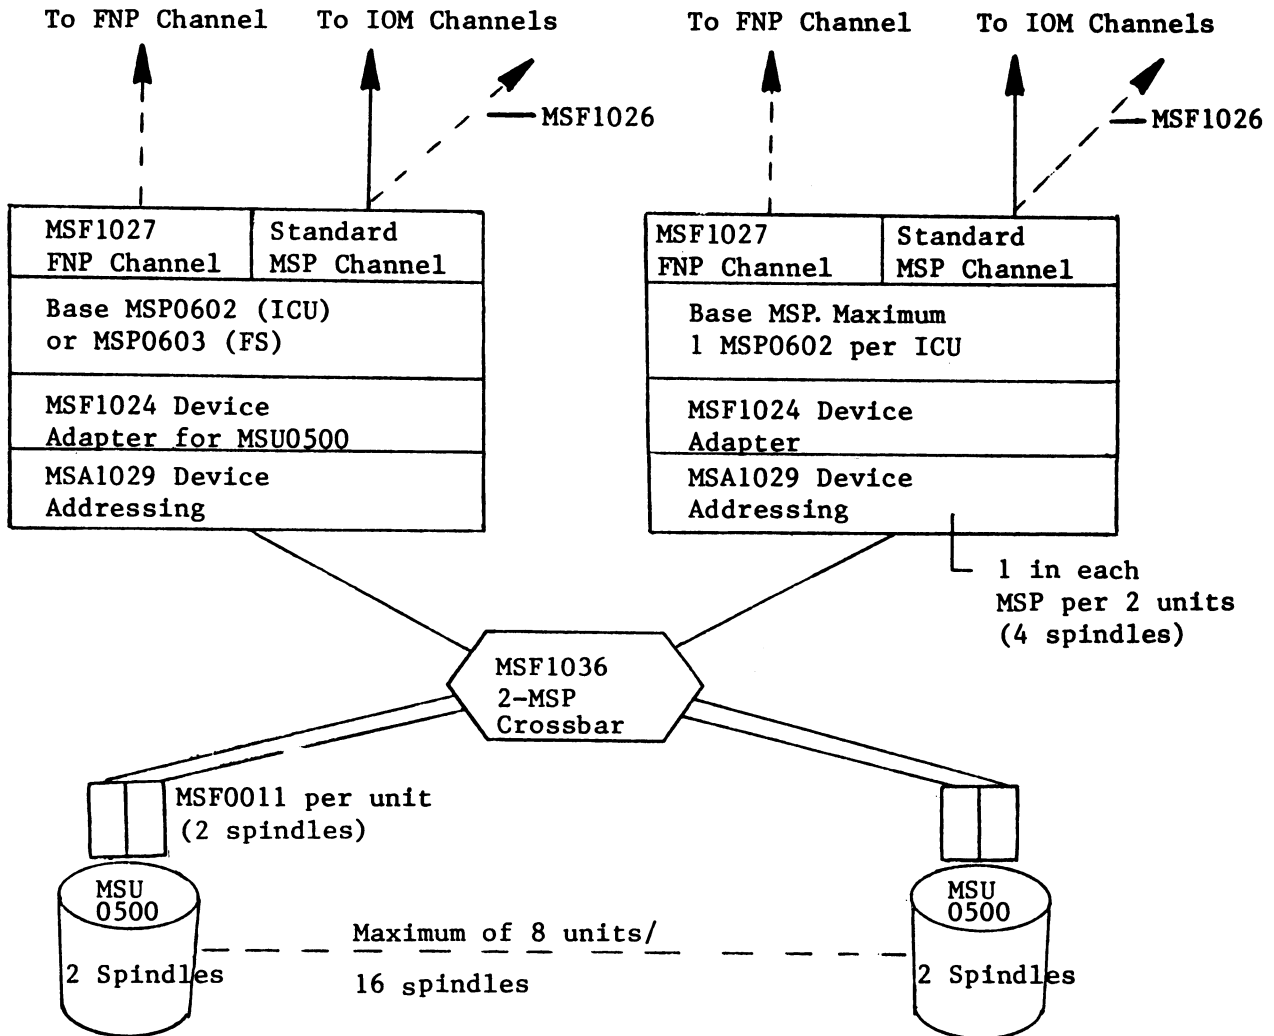 To FNP Channel
To IOM Channels
To FNP Channel
To IOM Channels
MSF1026
MSF1026
MSF1027
FNP Channel
Standard
MSP Channel
Base MSP0602 (ICU)
or MSP0603 (FS)
MSF1024 Device
Adapter for MSU0500
MSA1029 Device
Addressing
MSF1027
FNP Channel
Standard
MSP Channel
Base MSP. Maximum
1 MSP0602 per ICU
MSF1024 Device
Adapter
MSA1029 Device
Addressing
1 in each
MSP per 2 units
(4 spindles)
MSF1036
2-MSP
Crossbar
MSF0011 per unit
(2 spindles)
MSU
0500
2 Spindles
Maximum of 8 units/
16 spindles
MSU
0500
2 Spindles